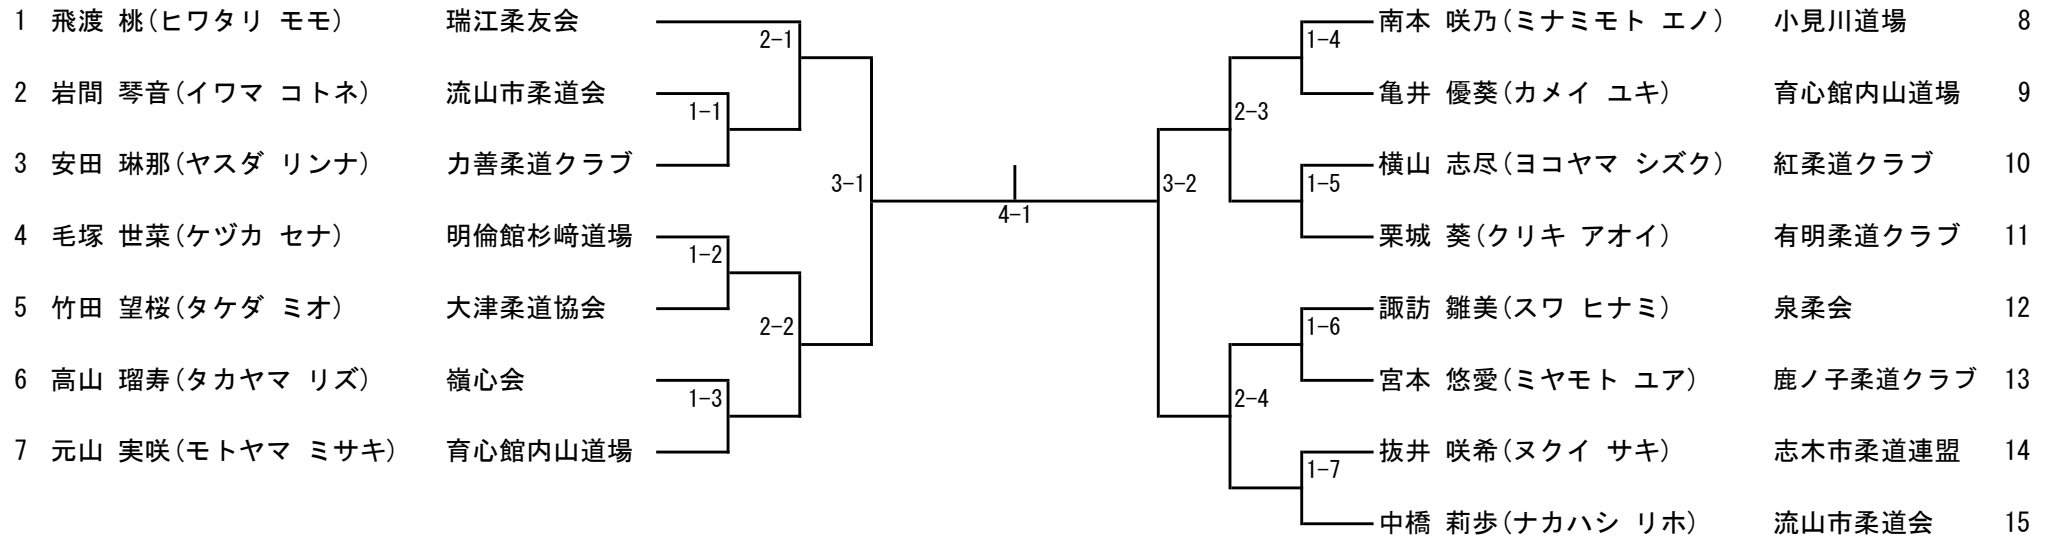 1 飛渡 桃(ヒワタリ モモ) 瑞江柔友会
2-1
2 岩間 琴音(イワマ コトネ) 流山市柔道会
1-1
3 安田 琳那(ヤスダ リンナ) 力善柔道クラブ
3-1
4 毛塚 世菜(ケヅカ セナ) 明倫館杉﨑道場
1-2
5 竹田 望桜(タケダ ミオ) 大津柔道協会
2-2
6 高山 瑠寿(タカヤマ リズ) 嶺心会
1-3
7 元山 実咲(モトヤマ ミサキ) 育心館内山道場
4-1
南本 咲乃(ミナミモト エノ) 小見川道場 8
1-4
亀井 優葵(カメイ ユキ) 育心館内山道場 9
2-3
横山 志尽(ヨコヤマ シズク) 紅柔道クラブ 10
3-2
1-5
栗城 葵(クリキ アオイ) 有明柔道クラブ 11
諏訪 雛美(スワ ヒナミ) 泉柔会 12
1-6
宮本 悠愛(ミヤモト ユア) 鹿ノ子柔道クラブ 13
2-4
抜井 咲希(ヌクイ サキ) 志木市柔道連盟 14
1-7
中橋 莉歩(ナカハシ リホ) 流山市柔道会 15